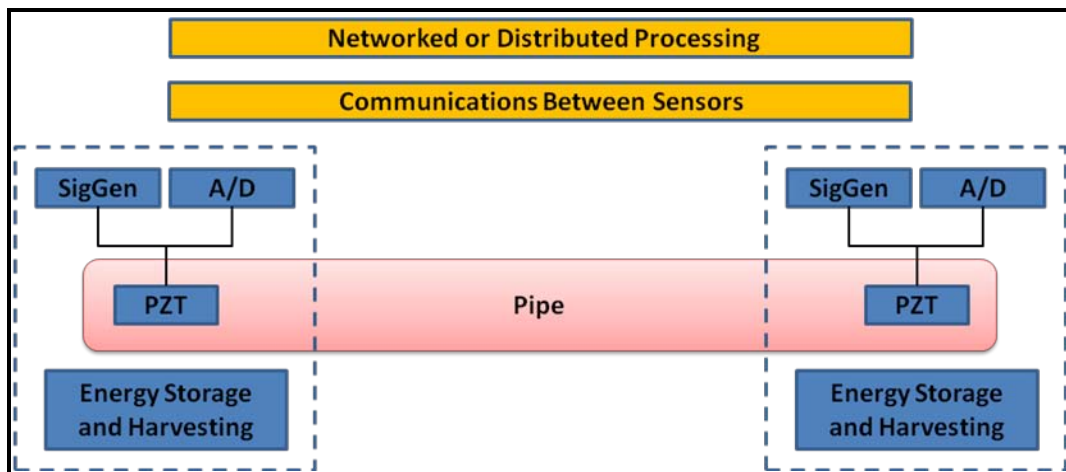 Networked or Distributed Processing
Communications Between Sensors
SigGen
A/D
SigGen
A/D
PZT
Pipe
PZT
Energy Storage
and Harvesting
Energy Storage
and Harvesting